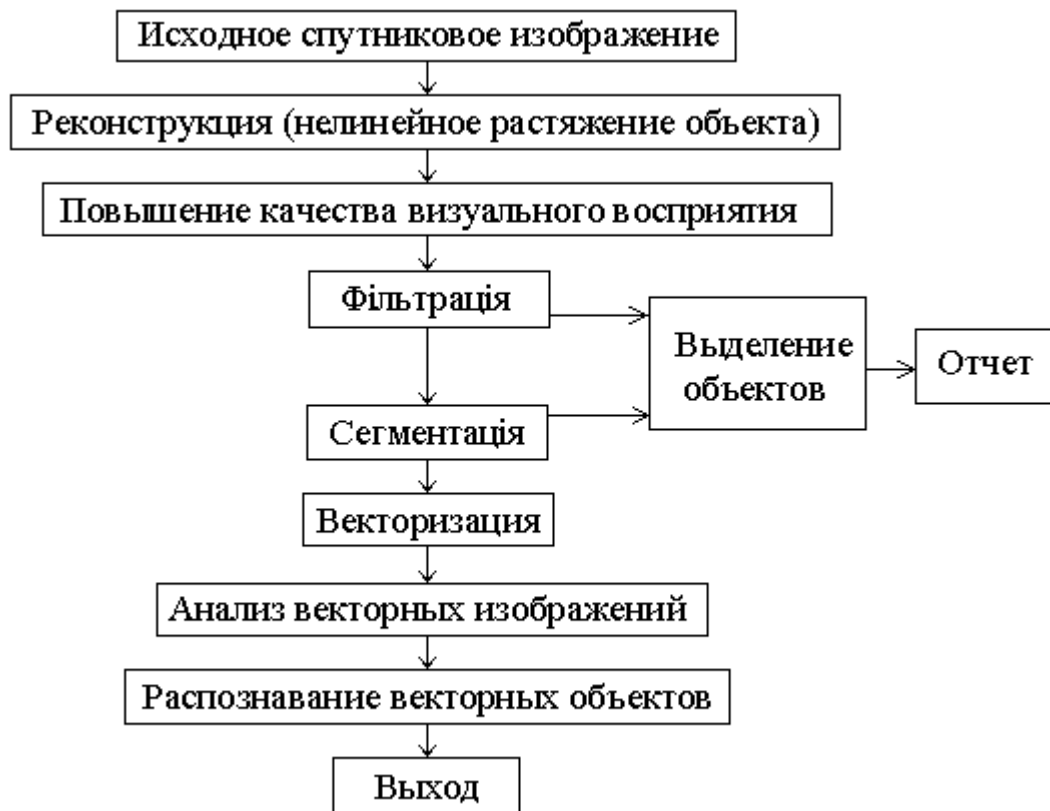 Исходное спутниковое изображение
Реконструкция (нелинейное растяжение объекта)
Повышение качества визуального восприятия
Фільтрація
Выделение
объектов
Отчет
Сегментація
Векторизация
Анализ векторных изображений
Распознавание векторных объектов
Выход